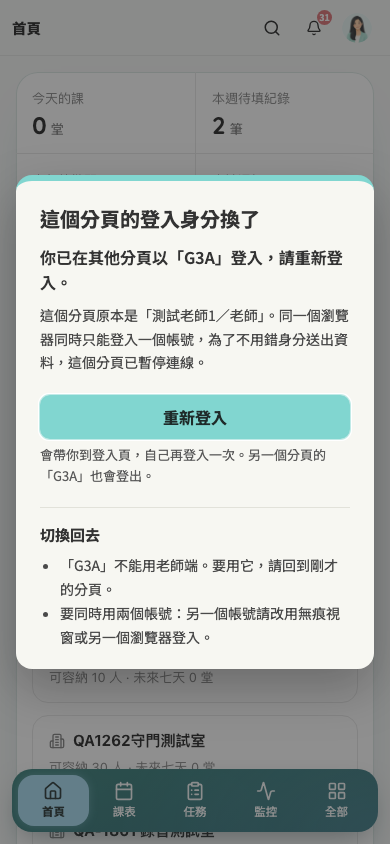 首頁
31
今天的課
本週待填紀錄
0 堂
2 筆
這個分頁的登入身分換了
你已在其他分頁以「G3A」登入，請重新登
入。
這個分頁原本是「測試老師1／老師」。同一個瀏覽
器同時只能登入一個帳號，為了不用錯身分送出資
料，這個分頁已暫停連線。
重新登入
會帶你到登入頁，自己再登入一次。另一個分頁的
「G3A」也會登出。
切換回去
「G3A」不能用老師端。要用它，請回到剛才
的分頁。
要同時用兩個帳號：另一個帳號請改用無痕視
窗或另一個瀏覽器登入。
可容納 10 人 · 未來七天 0 堂
QA1262守門測試室
可容納 30 人 · 未來七天 0 堂
首頁
課表
任務
監控
全部